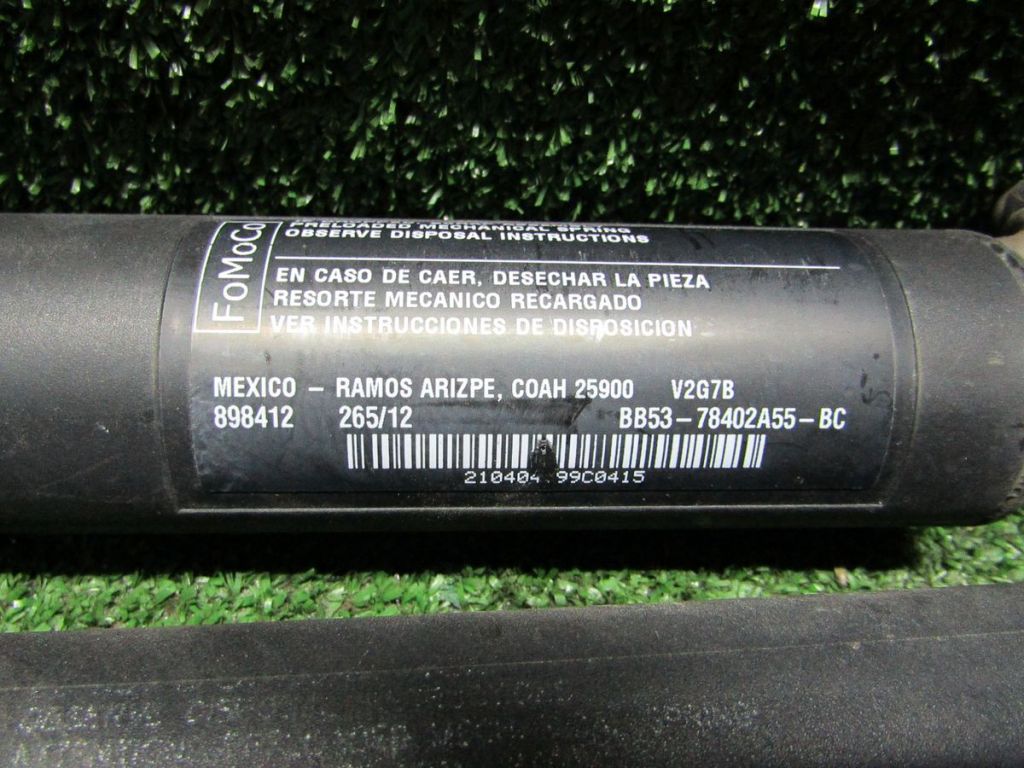 FoMoCo
PRELOADED MECHANICAL SPRING
OBSERVE DISPOSAL INSTRUCTIONS
EN CASO DE CAER, DESECHAR LA PIEZA
RESORTE MECANICO RECARGADO
VER INSTRUCCIONES DE DISPOSICION
MEXICO – RAMOS ARIZPE, COAH 25900 V2G7B
898412 265/12 BB53–78402A55–BC
210404 99C0415